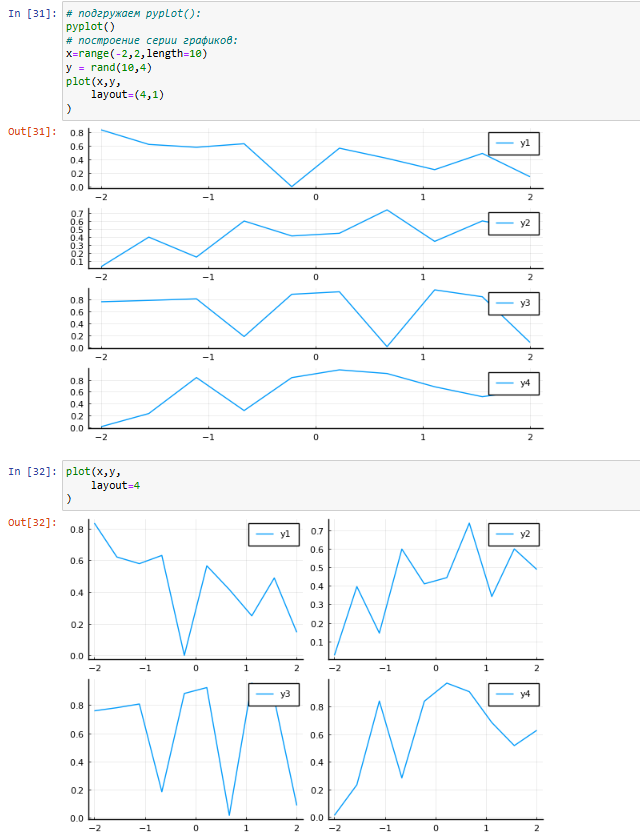 In [31]:
# подгружаем pyplot():
pyplot()
# построение серии графиков:
x=range(-2,2,length=10)
y = rand(10,4)
plot(x,y,
layout=(4,1)
)
Out[31]:
0.8
0.6
0.4
0.2
0.0
y1
−2 −1 0 1 2
0.7
0.6
0.5
0.4
0.3
0.2
0.1
y2
−2 −1 0 1 2
0.8
0.6
0.4
0.2
0.0
y3
−2 −1 0 1 2
0.8
0.6
0.4
0.2
0.0
y4
−2 −1 0 1 2
In [32]:
plot(x,y,
layout=4
)
Out[32]:
0.8
0.6
0.4
0.2
0.0
y1
−2 −1 0 1 2
0.7
0.6
0.5
0.4
0.3
0.2
0.1
y2
−2 −1 0 1 2
0.8
0.6
0.4
0.2
0.0
y3
−2 −1 0 1 2
0.8
0.6
0.4
0.2
0.0
y4
−2 −1 0 1 2